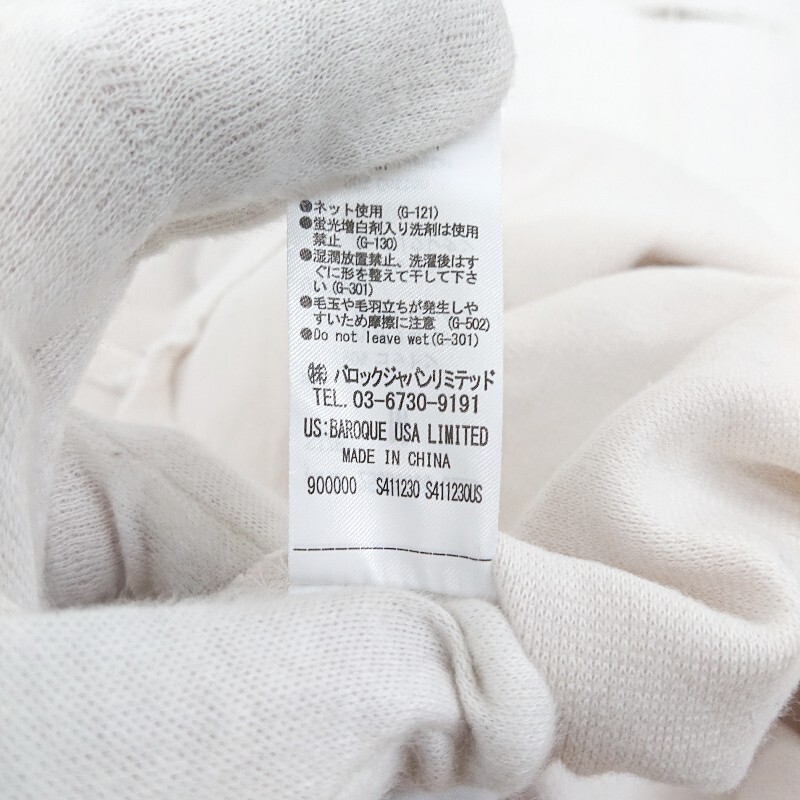 ●ネット使用 (G-121)
●蛍光増白剤入り洗剤は使用
禁止 (G-130)
●湿潤放置禁止、洗濯後はす
ぐに形を整えて干して下さ
い(G-301)
●毛玉や毛羽立ちが発生しや
すいため摩擦に注意 (G-502)
●Do not leave wet(G-301)
㈱ バロックジャパンリミテッド
TEL. 03-6730-9191
US:BAROQUE USA LIMITED
MADE IN CHINA
900000 S411230 S411230US